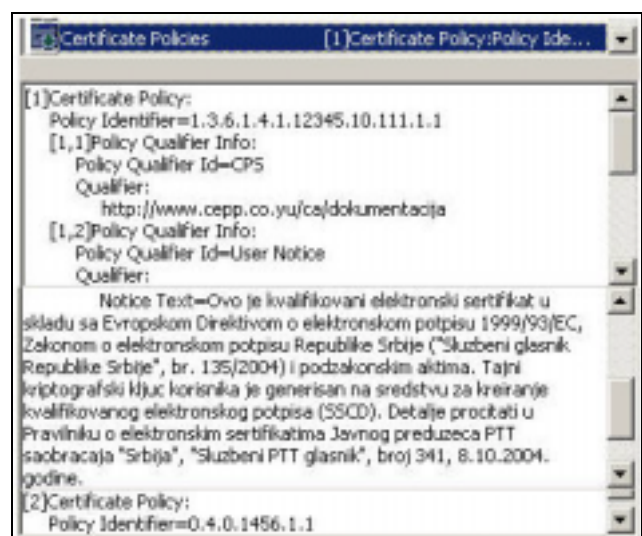 Certificate Policies [1]Certificate Policy:Policy Ide...
[1]Certificate Policy:
Policy Identifier=1.3.6.1.4.1.12345.10.111.1.1
[1,1]Policy Qualifier Info:
Policy Qualifier Id=CPS
Qualifier:
http://www.cepp.co.yu/ca/dokumentacija
[1,2]Policy Qualifier Info:
Policy Qualifier Id=User Notice
Qualifier:
Notice Text=Ovo je kvalifikovani elektronski sertifikat u
skladu sa Evropskom Direktivom o elektronskom potpisu 1999/93/EC,
Zakonom o elektronskom potpisu Republike Srbije ("Sluzbeni glasnik
Republike Srbije", br. 135/2004) i podzakonskim aktima. Tajni
kriptografski kljuc korisnika je generisan na sredstvu za kreiranje
kvalifikovanog elektronskog potpisa (SSCD). Detalje procitati u
Pravilniku o elektronskim sertifikatima Javnog preduzeca PTT
saobracaja "Srbija", "Sluzbeni PTT glasnik", broj 341, 8.10.2004.
godine.
[2]Certificate Policy:
Policy Identifier=0.4.0.1456.1.1